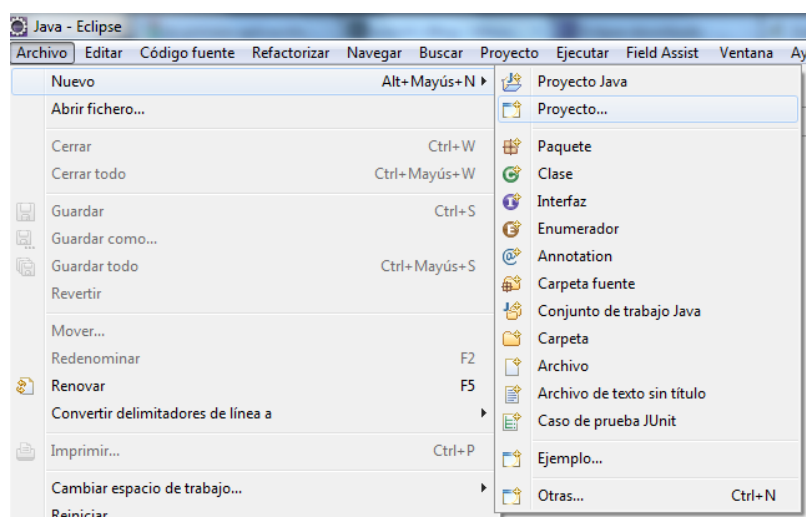 Java - Eclipse
Archivo Editar Código fuente Refactorizar Navegar Buscar Proyecto Ejecutar Field Assist Ventana Ay
Nuevo Alt+Mayús+N
Abrir fichero...
Cerrar Ctrl+W
Cerrar todo Ctrl+Mayús+W
Guardar Ctrl+S
Guardar como...
Guardar todo Ctrl+Mayús+S
Revertir
Mover...
Redenominar F2
Renovar F5
Convertir delimitadores de línea a
Imprimir... Ctrl+P
Cambiar espacio de trabajo...
Reiniciar
Proyecto Java
Proyecto...
Paquete
Clase
Interfaz
Enumerador
Annotation
Carpeta fuente
Conjunto de trabajo Java
Carpeta
Archivo
Archivo de texto sin título
Caso de prueba JUnit
Ejemplo...
Otras... Ctrl+N